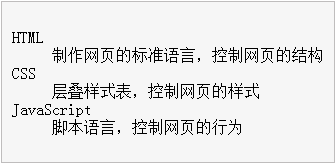 HTML
制作网页的标准语言，控制网页的结构
CSS
层叠样式表，控制网页的样式
JavaScript
脚本语言，控制网页的行为